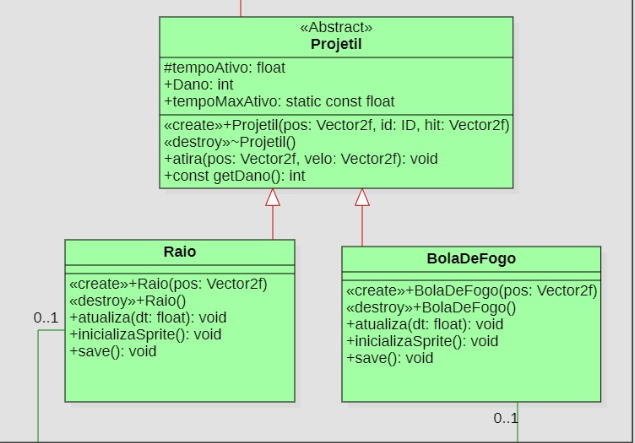 «Abstract»
Projetil
#tempoAtivo: float
+Dano: int
+tempoMaxAtivo: static const float
«create»+Projetil(pos: Vector2f, id: ID, hit: Vector2f)
«destroy»~Projetil()
+atira(pos: Vector2f, velo: Vector2f): void
+const getDano(): int
Raio
«create»+Raio(pos: Vector2f)
«destroy»+Raio()
+atualiza(dt: float): void
+inicializaSprite(): void
+save(): void
0..1
BolaDeFogo
«create»+BolaDeFogo(pos: Vector2f)
«destroy»+BolaDeFogo()
+atualiza(dt: float): void
+inicializaSprite(): void
+save(): void
0..1